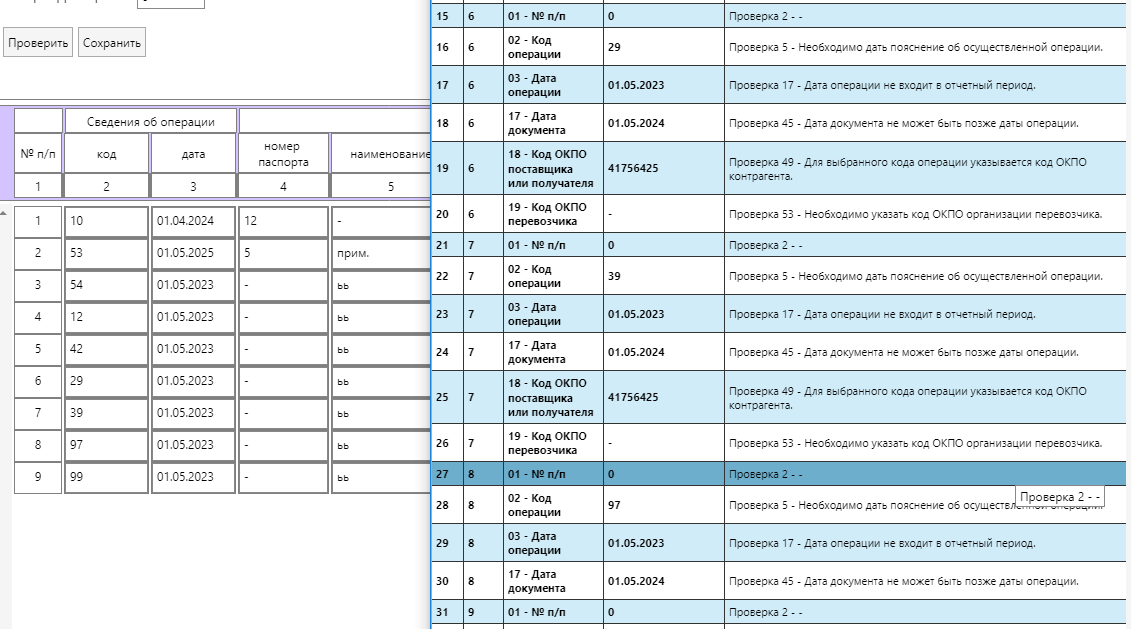 Проверить Сохранить
Сведения об операции
№ п/п код дата номер паспорта наименование
1 2 3 4 5
1 10 01.04.2024 12 -
2 53 01.05.2025 5 прим.
3 54 01.05.2023 - ьь
4 12 01.05.2023 - ьь
5 42 01.05.2023 - ьь
6 29 01.05.2023 - ьь
7 39 01.05.2023 - ьь
8 97 01.05.2023 - ьь
9 99 01.05.2023 - ьь
15 6 01 - № п/п 0 Проверка 2 - -
16 6 02 - Код операции 29 Проверка 5 - Необходимо дать пояснение об осуществленной операции.
17 6 03 - Дата операции 01.05.2023 Проверка 17 - Дата операции не входит в отчетный период.
18 6 17 - Дата документа 01.05.2024 Проверка 45 - Дата документа не может быть позже даты операции.
19 6 18 - Код ОКПО поставщика или получателя 41756425 Проверка 49 - Для выбранного кода операции указывается код ОКПО контрагента.
20 6 19 - Код ОКПО перевозчика - Проверка 53 - Необходимо указать код ОКПО организации перевозчика.
21 7 01 - № п/п 0 Проверка 2 - -
22 7 02 - Код операции 39 Проверка 5 - Необходимо дать пояснение об осуществленной операции.
23 7 03 - Дата операции 01.05.2023 Проверка 17 - Дата операции не входит в отчетный период.
24 7 17 - Дата документа 01.05.2024 Проверка 45 - Дата документа не может быть позже даты операции.
25 7 18 - Код ОКПО поставщика или получателя 41756425 Проверка 49 - Для выбранного кода операции указывается код ОКПО контрагента.
26 7 19 - Код ОКПО перевозчика - Проверка 53 - Необходимо указать код ОКПО организации перевозчика.
27 8 01 - № п/п 0 Проверка 2 - -
Проверка 2 - -
28 8 02 - Код операции 97 Проверка 5 - Необходимо дать пояснение об
29 8 03 - Дата операции 01.05.2023 Проверка 17 - Дата операции не входит в отчетный период.
30 8 17 - Дата документа 01.05.2024 Проверка 45 - Дата документа не может быть позже даты операции.
31 9 01 - № п/п 0 Проверка 2 - -